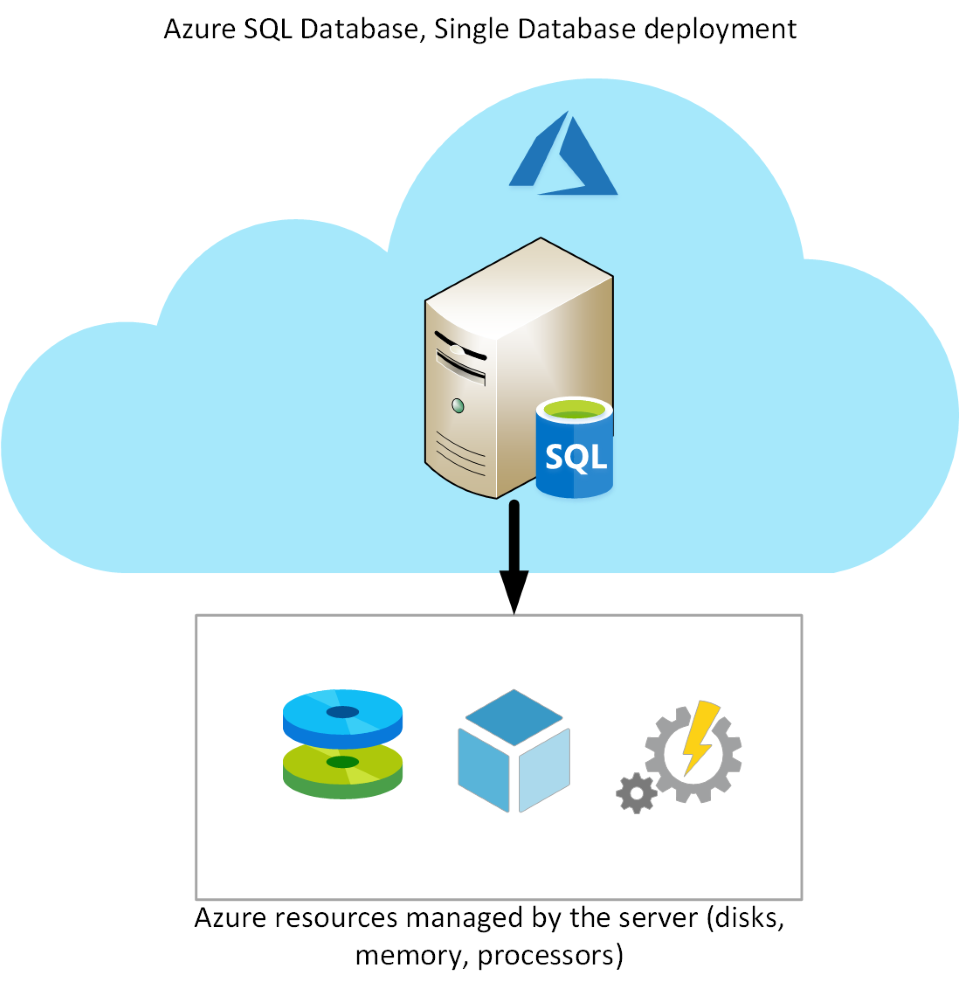 Azure SQL Database, Single Database deployment
SQL
Azure resources managed by the server (disks,
memory, processors)